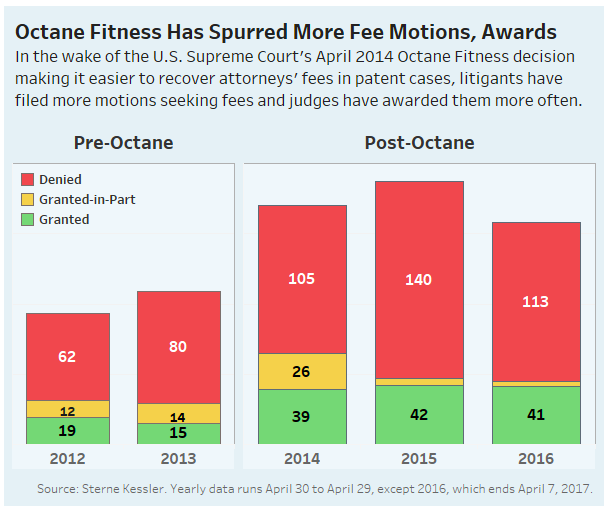 Octane Fitness Has Spurred More Fee Motions, Awards
In the wake of the U.S. Supreme Court's April 2014 Octane Fitness decision
making it easier to recover attorneys' fees in patent cases, litigants have
filed more motions seeking fees and judges have awarded them more often.
Pre-Octane
Post-Octane
Denied
Granted-in-Part
Granted
62
12
19
80
14
15
105
26
39
140
42
113
41
2012
2013
2014
2015
2016
Source: Sterne Kessler. Yearly data runs April 30 to April 29, except 2016, which ends April 7, 2017.